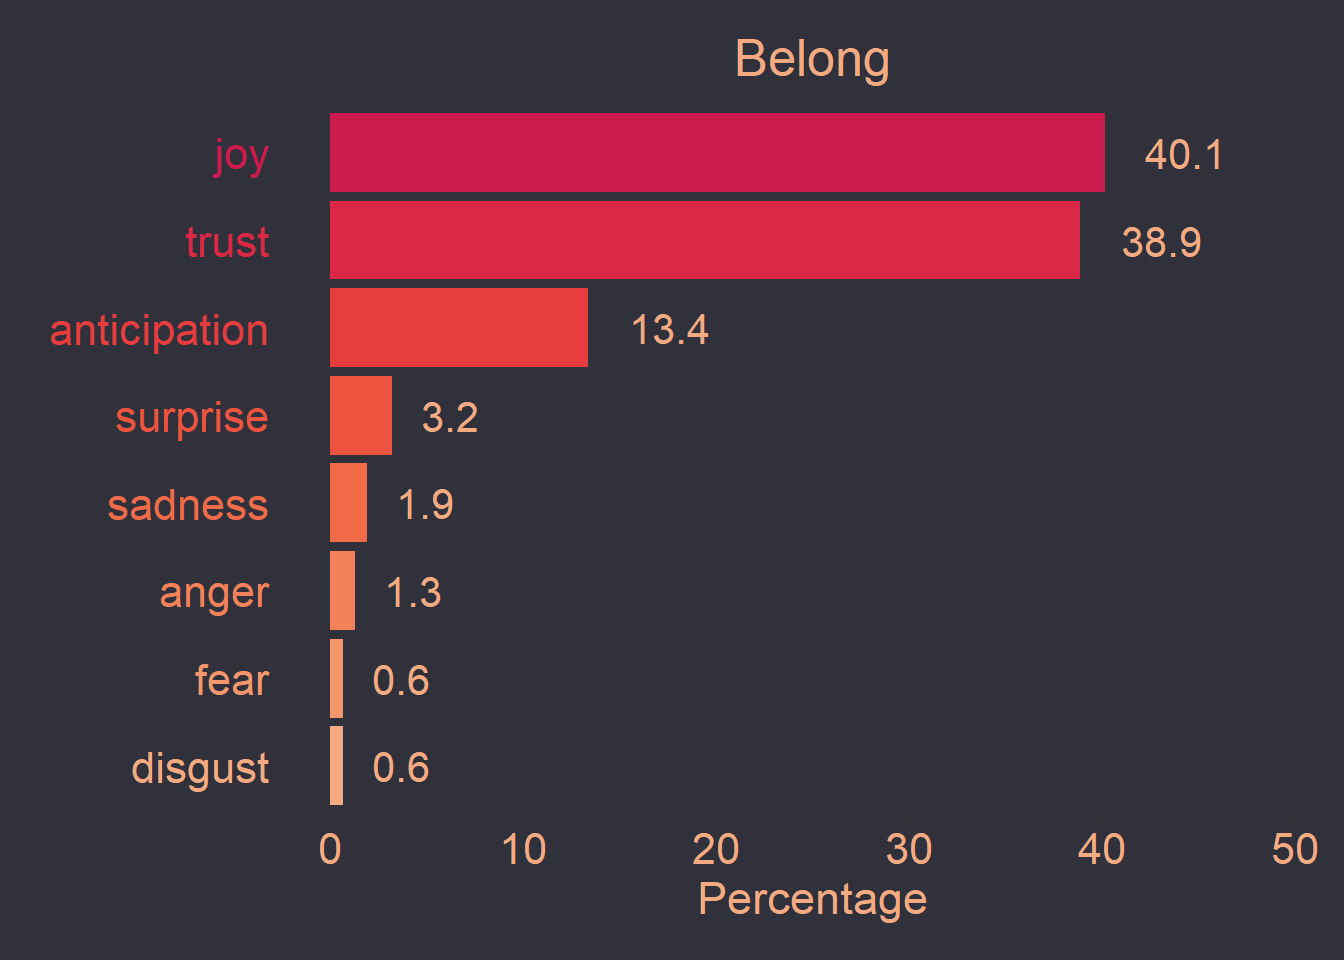 Belong
joy 40.1
trust 38.9
anticipation 13.4
surprise 3.2
sadness 1.9
anger 1.3
fear 0.6
disgust 0.6
0 10 20 30 40 50
Percentage